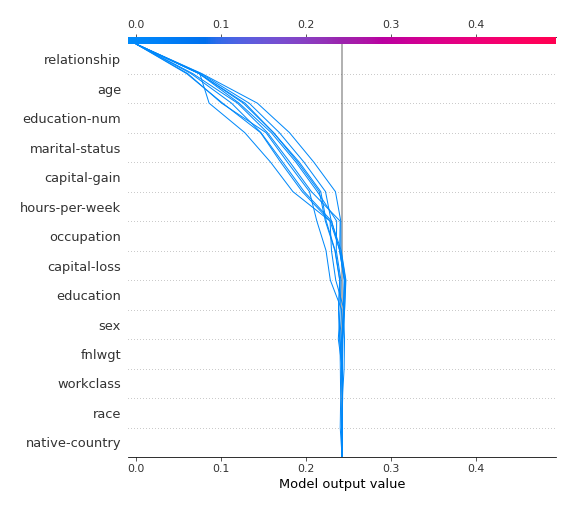 0.0 0.1 0.2 0.3 0.4
relationship
age
education-num
marital-status
capital-gain
hours-per-week
occupation
capital-loss
education
sex
fnlwgt
workclass
race
native-country
0.0 0.1 0.2 0.3 0.4
Model output value